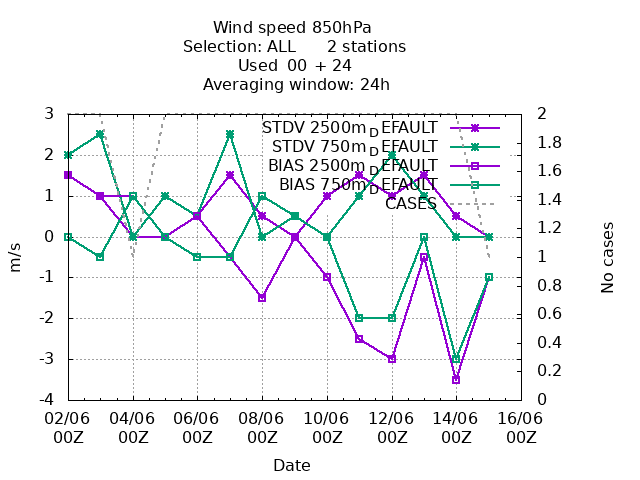 Wind speed 850hPa
Selection: ALL      2 stations
Used  00 + 24
Averaging window: 24h
3 2 1 0 -1 -2 -3 -4
m/s
STDV 2500m_DEFAULT
STDV 750m_DEFAULT
BIAS 2500m_DEFAULT
BIAS 750m_DEFAULT
CASES
2 1.8 1.6 1.4 1.2 1 0.8 0.6 0.4 0.2 0
No cases
02/06 04/06 06/06 08/06 10/06 12/06 14/06 16/06
00Z 00Z 00Z 00Z 00Z 00Z 00Z 00Z
Date